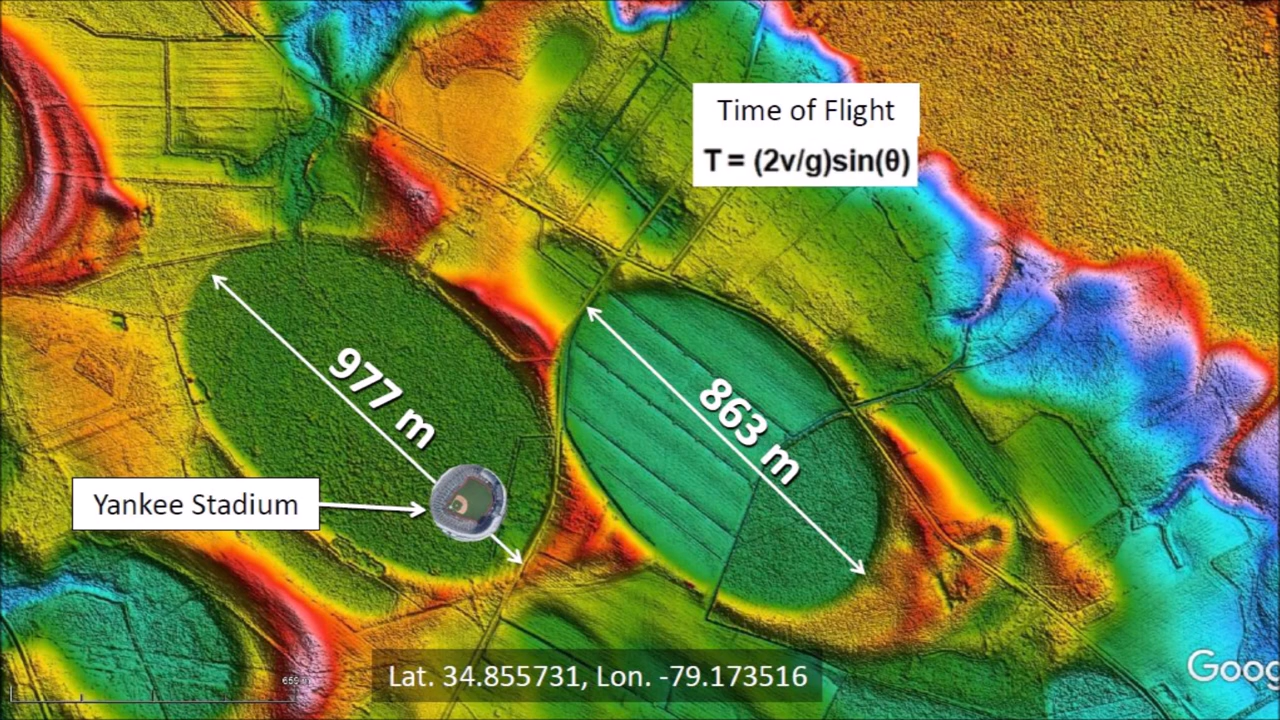 Time of Flight
T = (2v/g)sin(θ)
977 m
863 m
Yankee Stadium
Lat. 34.855731, Lon. -79.173516
Goog